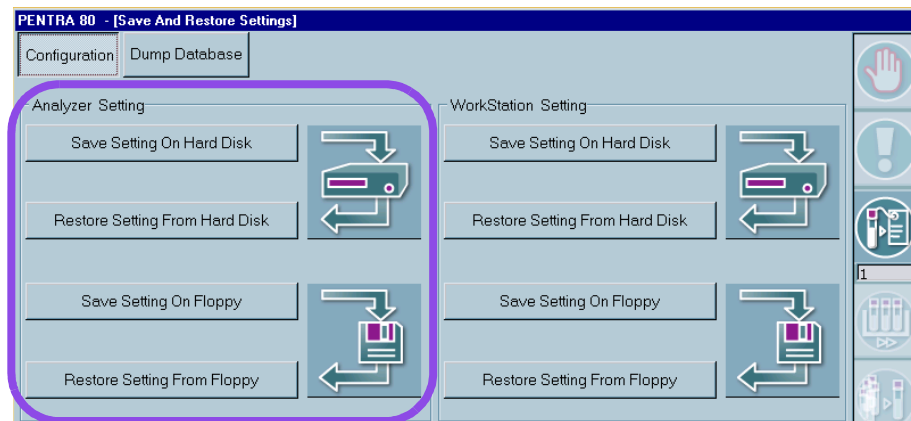 PENTRA 80 - [Save And Restore Settings]
Configuration
Dump Database
Analyzer Setting
Save Setting On Hard Disk
Restore Setting From Hard Disk
Save Setting On Floppy
Restore Setting From Floppy
WorkStation Setting
Save Setting On Hard Disk
Restore Setting From Hard Disk
Save Setting On Floppy
Restore Setting From Floppy
1